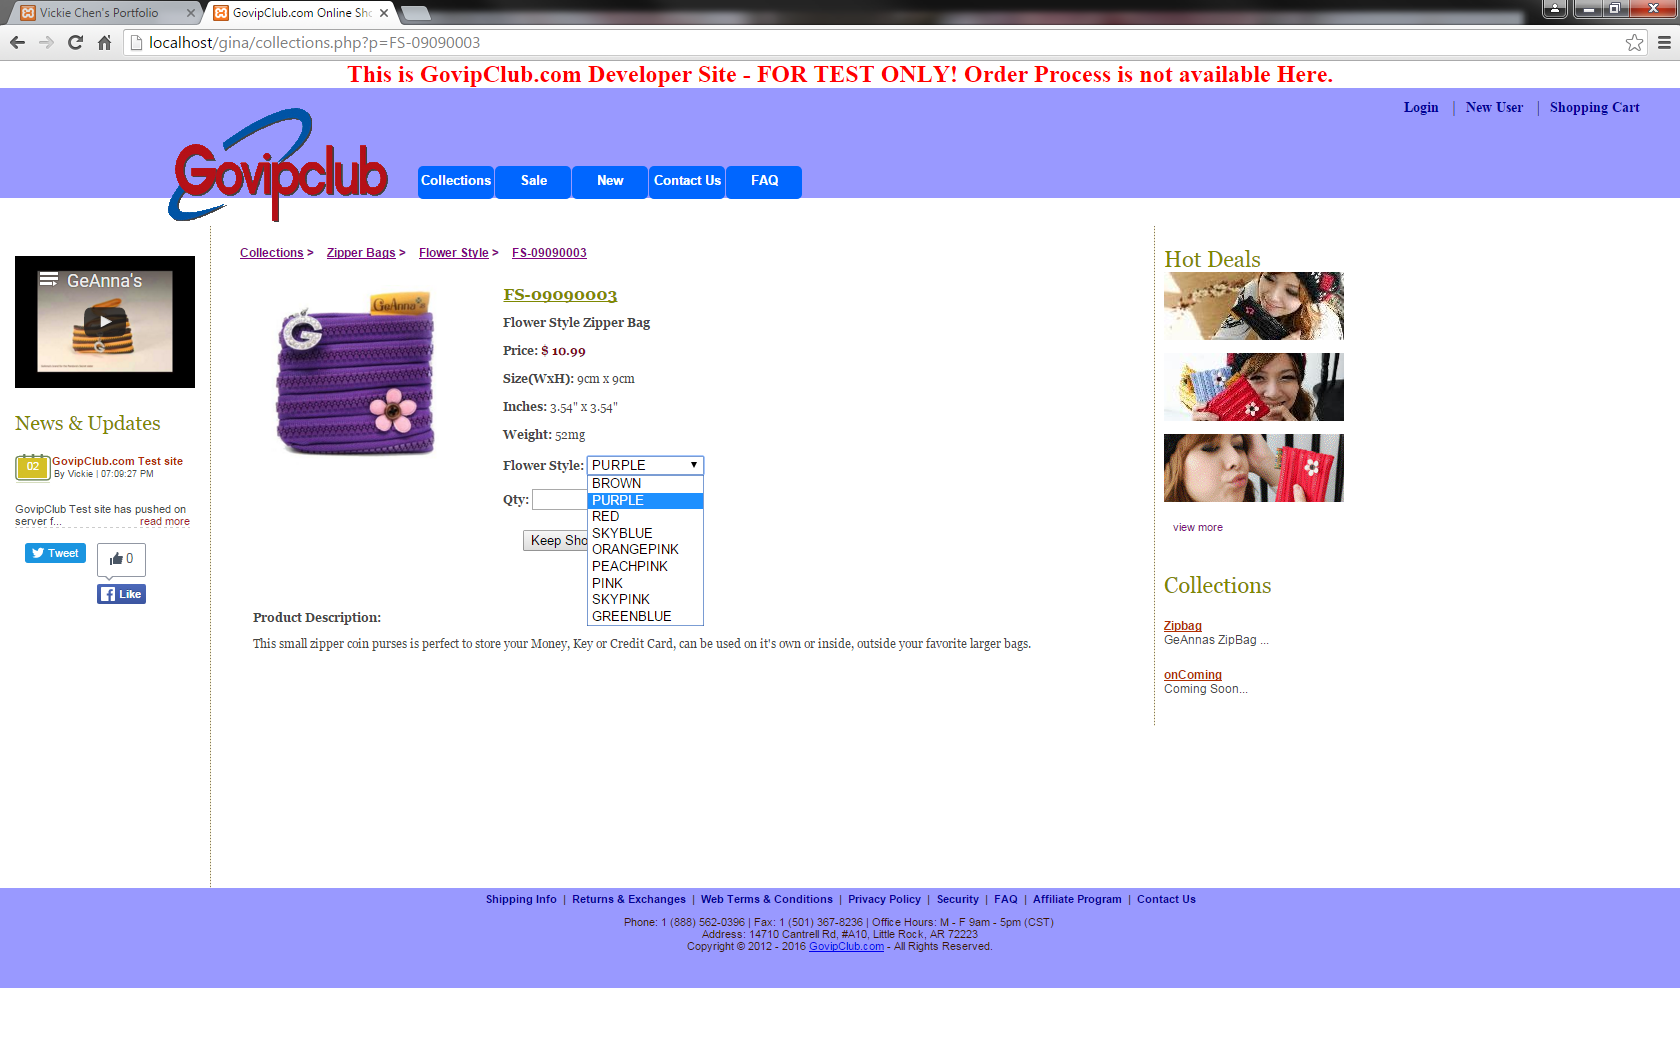 Vickie Chen's Portfolio
GovipClub.com Online Sho
localhost/gina/collections.php?p=FS-09090003
This is GovipClub.com Developer Site - FOR TEST ONLY! Order Process is not available Here.
Login | New User | Shopping Cart
Govipclub
Collections Sale New Contact Us FAQ
Collections > Zipper Bags > Flower Style > FS-09090003
GeAnna's
News & Updates
02
GovipClub.com Test site
By Vickie | 07:09:27 PM
GovipClub Test site has pushed on
server f... read more
Tweet
0
Like
GeAnna's
G
FS-09090003
Flower Style Zipper Bag
Price: $ 10.99
Size(WxH): 9cm x 9cm
Inches: 3.54" x 3.54"
Weight: 52mg
Flower Style: PURPLE
BROWN
PURPLE
RED
SKYBLUE
ORANGEPINK
PEACHPINK
PINK
SKYPINK
GREENBLUE
Qty:
Keep Sho
Product Description:
This small zipper coin purses is perfect to store your Money, Key or Credit Card, can be used on it's own or inside, outside your favorite larger bags.
Hot Deals
view more
Collections
Zipbag
GeAnnas ZipBag ...
onComing
Coming Soon...
Shipping Info | Returns & Exchanges | Web Terms & Conditions | Privacy Policy | Security | FAQ | Affiliate Program | Contact Us
Phone: 1 (888) 562-0396 | Fax: 1 (501) 367-8236 | Office Hours: M - F 9am - 5pm (CST)
Address: 14710 Cantrell Rd, #A10, Little Rock, AR 72223
Copyright © 2012 - 2016 GovipClub.com - All Rights Reserved.